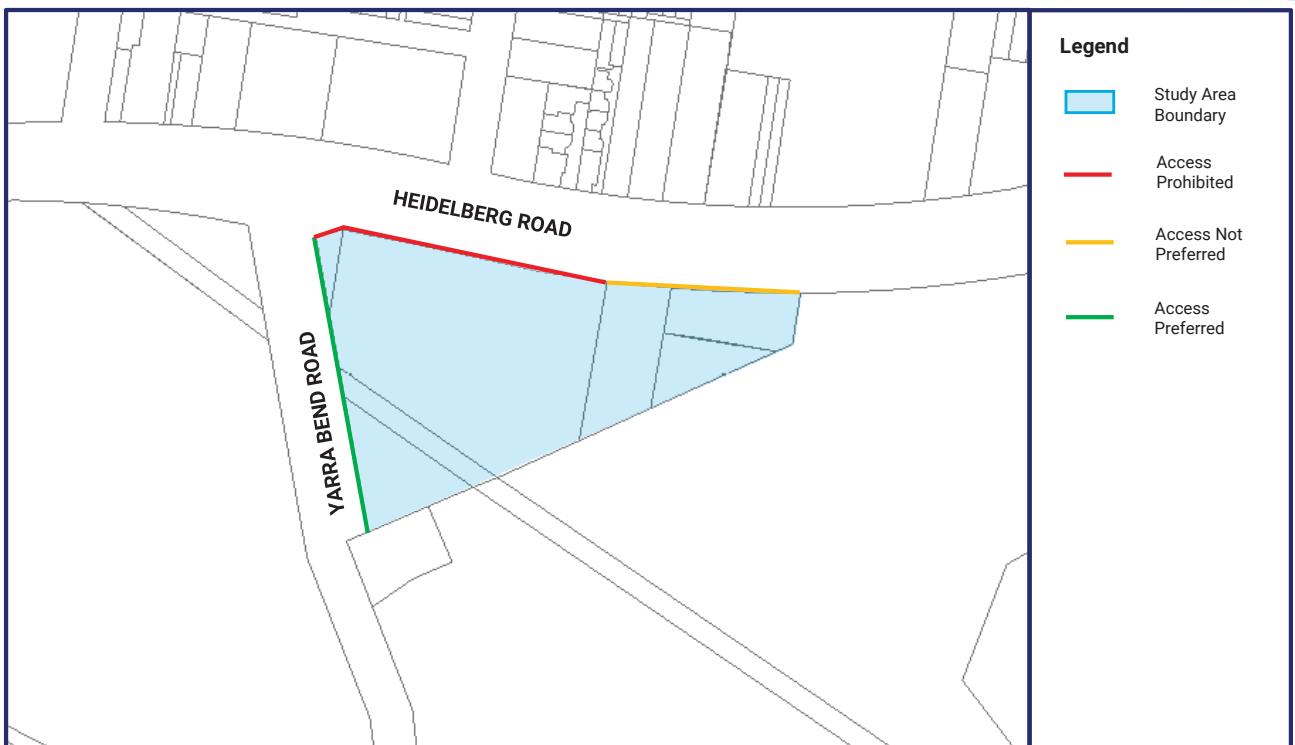 HEIDELBERG ROAD
YARRA BEND ROAD
Legend
Study Area
Boundary
Access
Prohibited
Access Not
Preferred
Access
Preferred